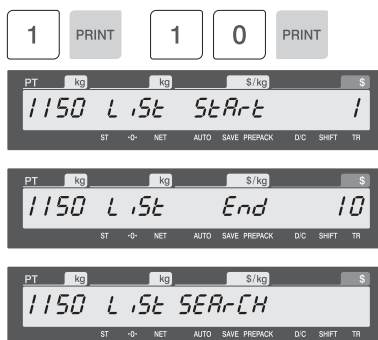 1 PRINT 1 0 PRINT
PT kg kg $/kg $
1150 LiSt StArt 1
ST -0- NET AUTO SAVE PREPACK D/C SHIFT TR
PT kg kg $/kg $
1150 LiSt End 10
ST -0- NET AUTO SAVE PREPACK D/C SHIFT TR
PT kg kg $/kg $
1150 LiSt SEArCH
ST -0- NET AUTO SAVE PREPACK D/C SHIFT TR